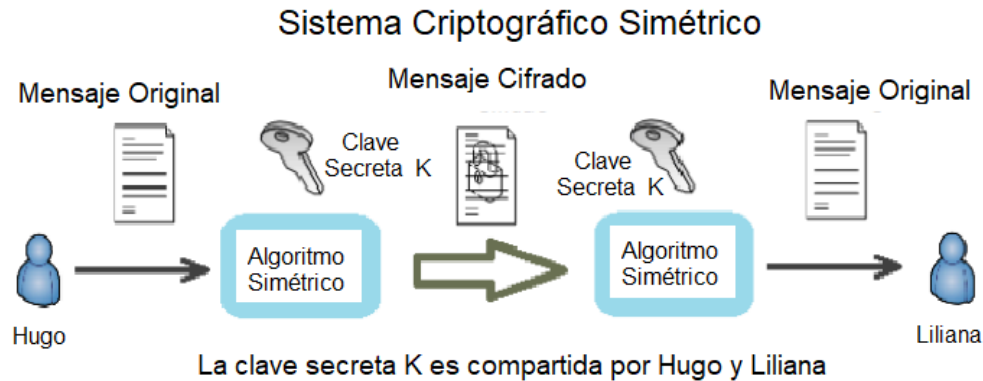 Sistema Criptográfico Simétrico
Mensaje Original
Mensaje Cifrado
Mensaje Original
Clave
Secreta K
Clave
Secreta K
Algoritmo
Simétrico
Algoritmo
Simétrico
Hugo
Liliana
La clave secreta K es compartida por Hugo y Liliana